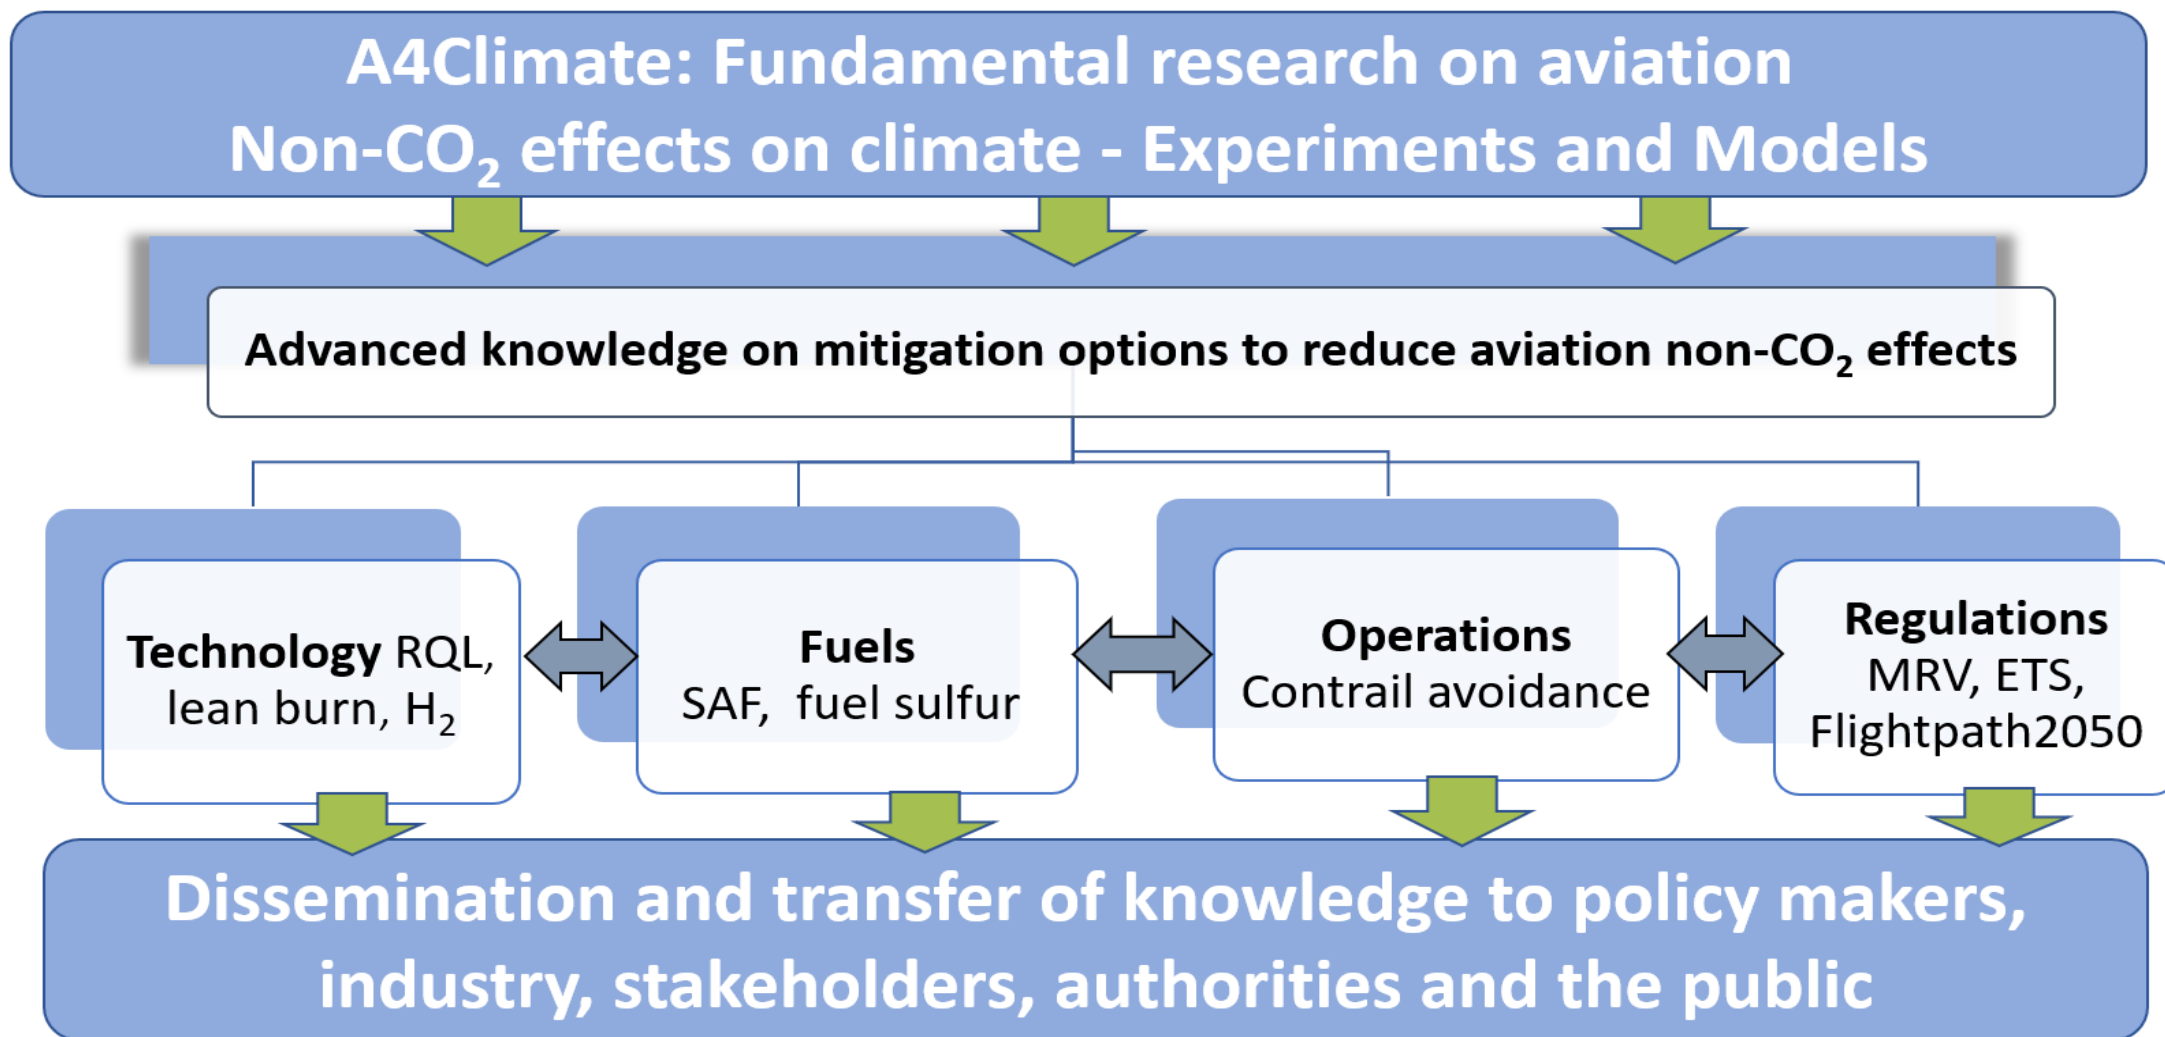 A4Climate: Fundamental research on aviation
Non-CO₂ effects on climate - Experiments and Models
Advanced knowledge on mitigation options to reduce aviation non-CO₂ effects
Technology RQL,
lean burn, H₂
Fuels
SAF, fuel sulfur
Operations
Contrail avoidance
Regulations
MRV, ETS,
Flightpath2050
Dissemination and transfer of knowledge to policy makers,
industry, stakeholders, authorities and the public